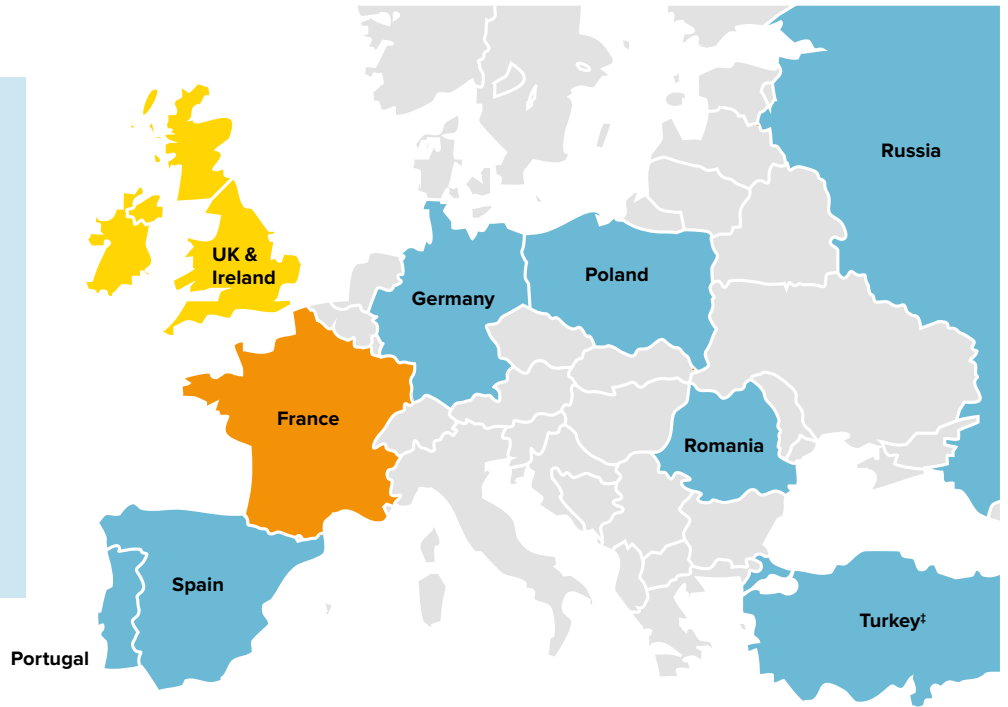 Russia
UK &
Ireland
Poland
Germany
France
Romania
Spain
Turkey‡
Portugal